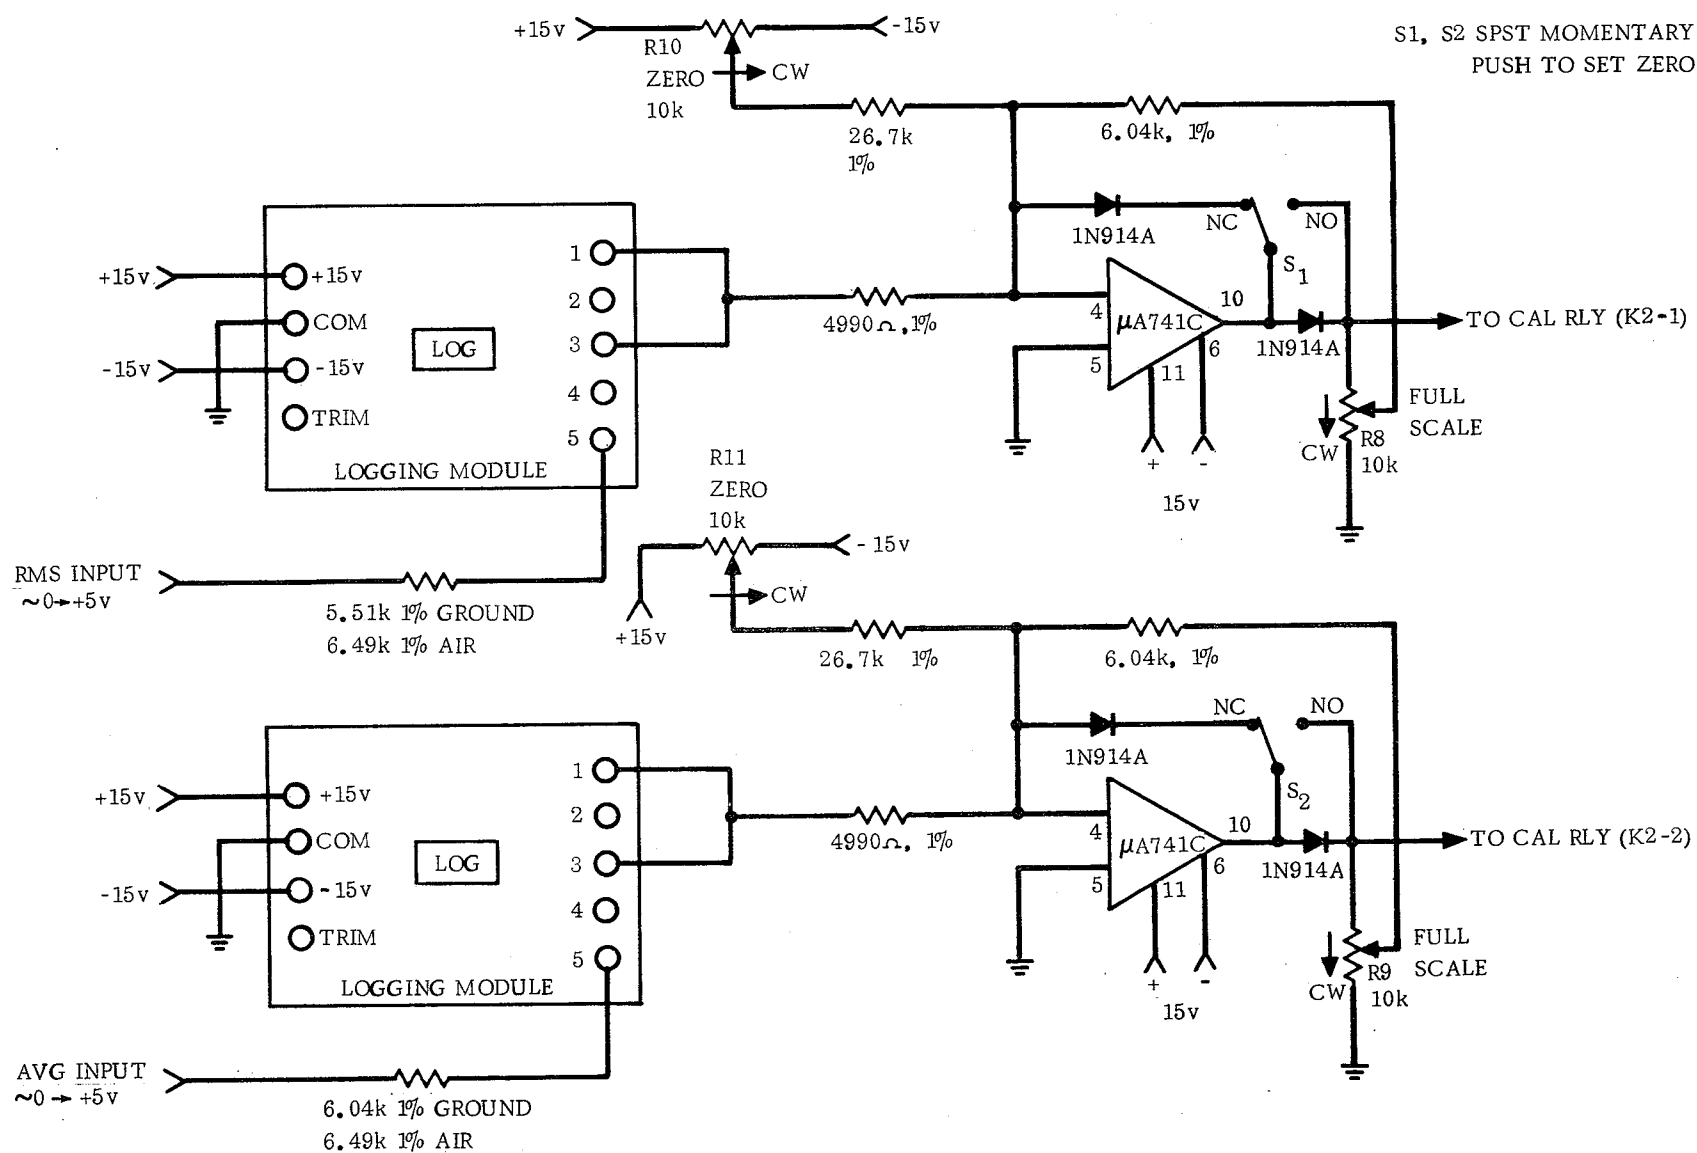 +15v
-15v
S1, S2 SPST MOMENTARY
PUSH TO SET ZERO
R10
ZERO
10k
CW
26.7k
1%
6.04k, 1%
1N914A
NC
NO
S1
+15v
+15v
COM
-15v
-15v
TRIM
LOG
1
2
3
4
5
LOGGING MODULE
4990Ω, 1%
4
5
μA741C
10
6
11
+
-
15v
1N914A
TO CAL RLY (K2-1)
FULL
SCALE
CW
R8
10k
RMS INPUT
~0→+5v
5.51k 1% GROUND
6.49k 1% AIR
R11
ZERO
10k
-15v
+15v
CW
26.7k 1%
6.04k, 1%
1N914A
NC
NO
S2
+15v
+15v
COM
-15v
-15v
TRIM
LOG
1
2
3
4
5
LOGGING MODULE
4990Ω, 1%
4
5
μA741C
10
6
11
+
-
15v
1N914A
TO CAL RLY (K2-2)
FULL
SCALE
CW
R9
10k
AVG INPUT
~0 → +5v
6.04k 1% GROUND
6.49k 1% AIR